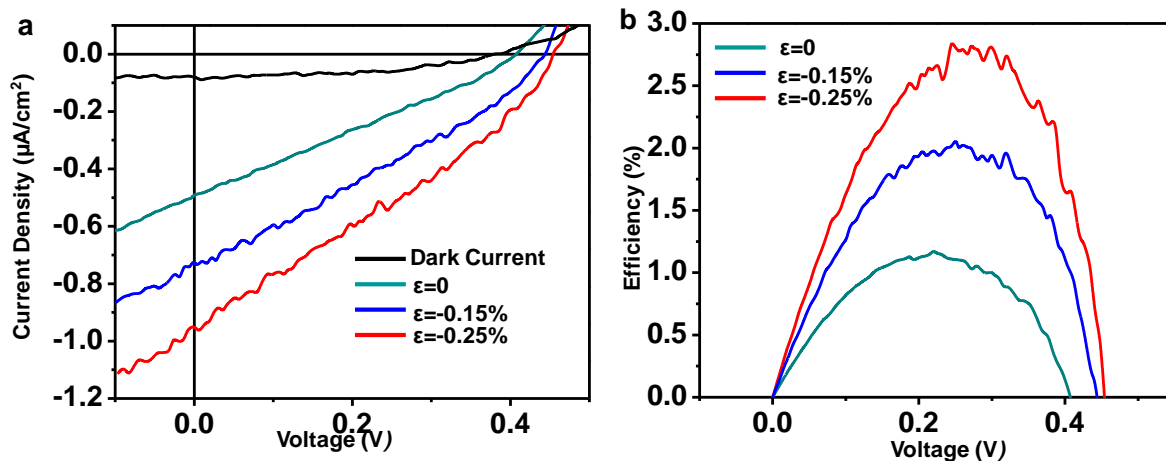 a
Current Density (µA/cm²)
0.0
-0.2
-0.4
-0.6
-0.8
-1.0
-1.2
Dark Current
ε=0
ε=-0.15%
ε=-0.25%
0.0
0.2
0.4
Voltage (V)
b
Efficiency (%)
3.0
2.5
2.0
1.5
1.0
0.5
0.0
ε=0
ε=-0.15%
ε=-0.25%
0.0
0.2
0.4
Voltage (V)